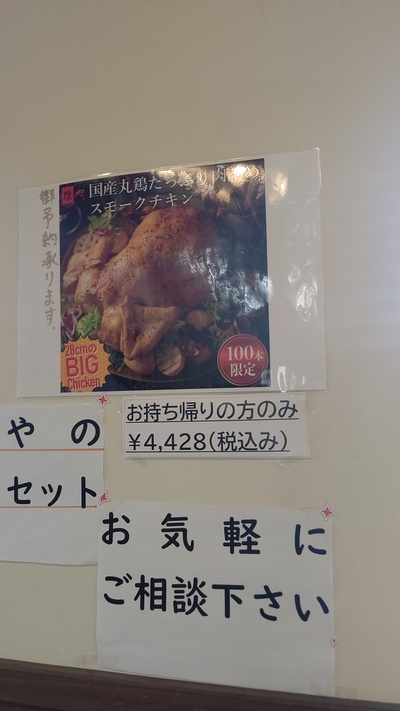 御予約承ります。
国産丸鶏たっぷり肉詰め
スモークチキン
28cmの
BIG
Chicken
100本
限定
お持ち帰りの方のみ
¥4,428(税込み)
やの
セット
お気軽に
ご相談下さい